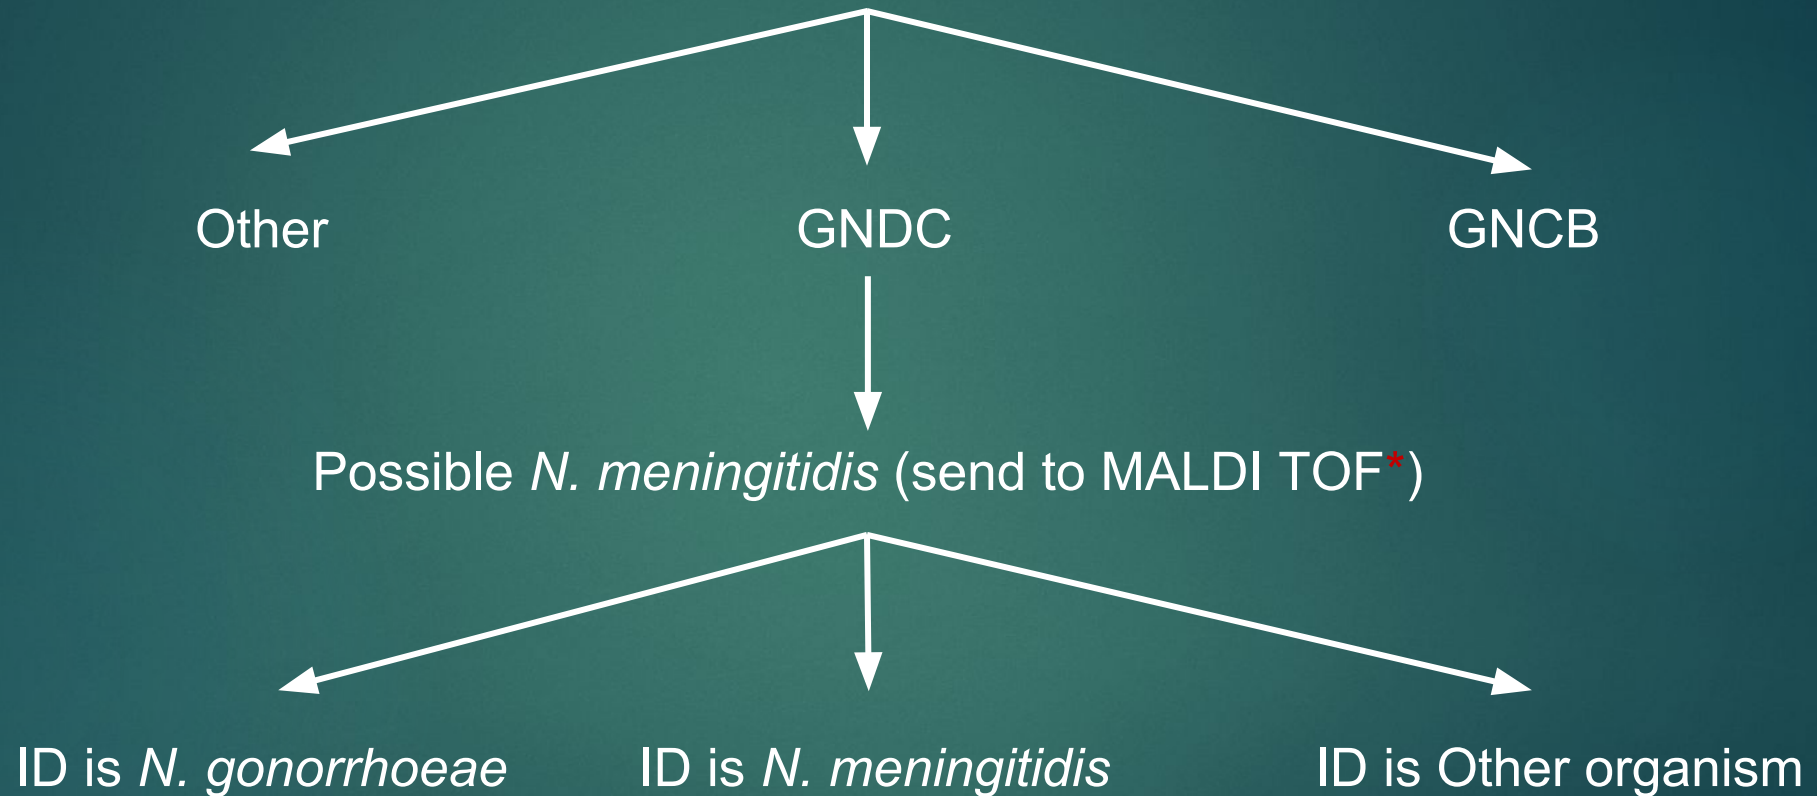 Other
GNDC
GNCB
Possible N. meningitidis (send to MALDI TOF*)
ID is N. gonorrhoeae
ID is N. meningitidis
ID is Other organism